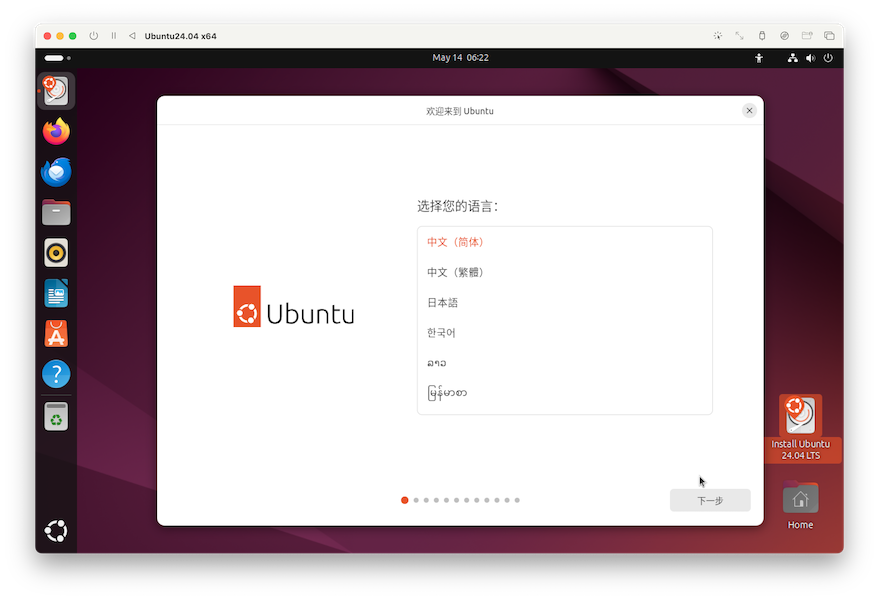 Ubuntu24.04 x64
May 14 06:22
欢迎来到 Ubuntu
选择您的语言：
中文（简体）
中文（繁體）
日本語
한국어
ລາວ
မြန်မာစာ
Ubuntu
下一步
Install Ubuntu
24.04 LTS
Home